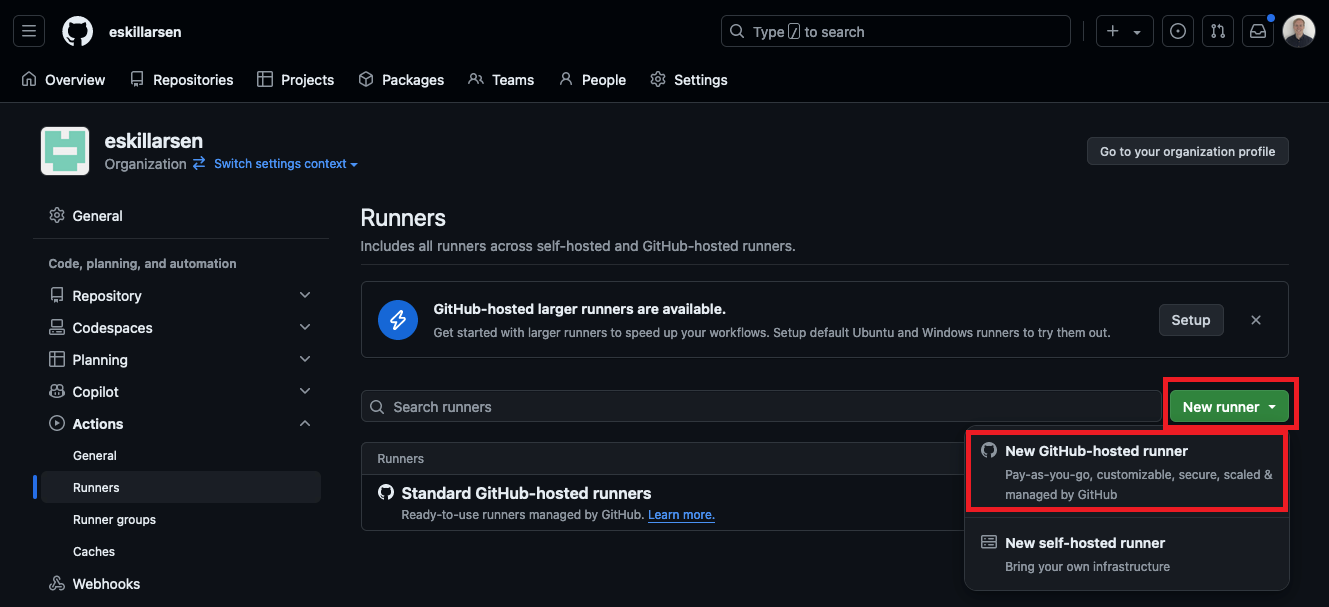 eskillarsen
Type / to search
Overview
Repositories
Projects
Packages
Teams
People
Settings
eskillarsen
Organization
Switch settings context
Go to your organization profile
General
Code, planning, and automation
Repository
Codespaces
Planning
Copilot
Actions
General
Runners
Runner groups
Caches
Webhooks
Runners
Includes all runners across self-hosted and GitHub-hosted runners.
GitHub-hosted larger runners are available.
Get started with larger runners to speed up your workflows. Setup default Ubuntu and Windows runners to try them out.
Setup
Search runners
New runner
Runners
Standard GitHub-hosted runners
Ready-to-use runners managed by GitHub. Learn more.
New GitHub-hosted runner
Pay-as-you-go, customizable, secure, scaled &
managed by GitHub
New self-hosted runner
Bring your own infrastructure